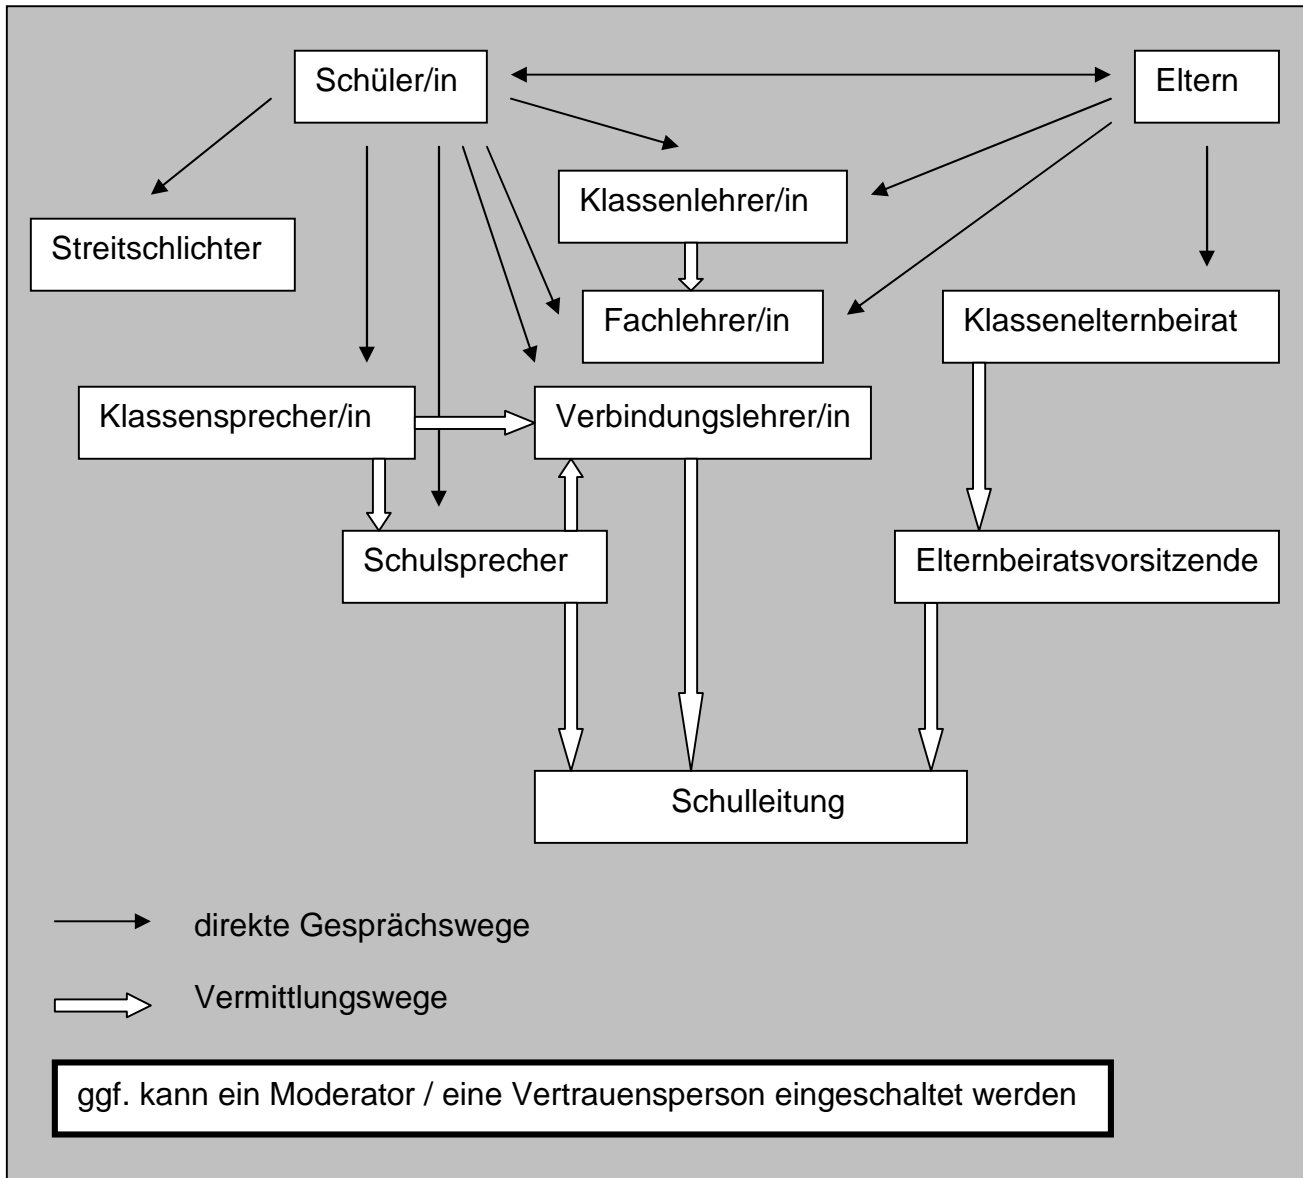 Schüler/in
Eltern
Klassenlehrer/in
Streitschlichter
Fachlehrer/in
Klassenelternbeirat
Klassensprecher/in
Verbindungslehrer/in
Schulsprecher
Elternbeiratsvorsitzende
Schulleitung
direkte Gesprächswege
Vermittlungswege
ggf. kann ein Moderator / eine Vertrauensperson eingeschaltet werden